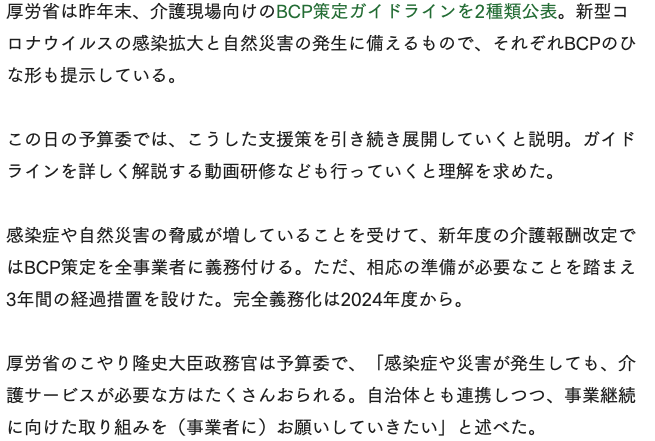 厚労省は昨年末、介護現場向けのBCP策定ガイドラインを2種類公表。新型コ
ロナウイルスの感染拡大と自然災害の発生に備えるもので、それぞれBCPのひ
な形も提示している。
この日の予算委では、こうした支援策を引き続き展開していくと説明。ガイド
ラインを詳しく解説する動画研修なども行っていくと理解を求めた。
感染症や自然災害の脅威が増していることを受けて、新年度の介護報酬改定で
はBCP策定を全事業者に義務付ける。ただ、相応の準備が必要なことを踏まえ
3年間の経過措置を設けた。完全義務化は2024年度から。
厚労省のこやり隆史大臣政務官は予算委で、「感染症や災害が発生しても、介
護サービスが必要な方はたくさんおられる。自治体とも連携しつつ、事業継続
に向けた取り組みを（事業者に）お願いしていきたい」と述べた。